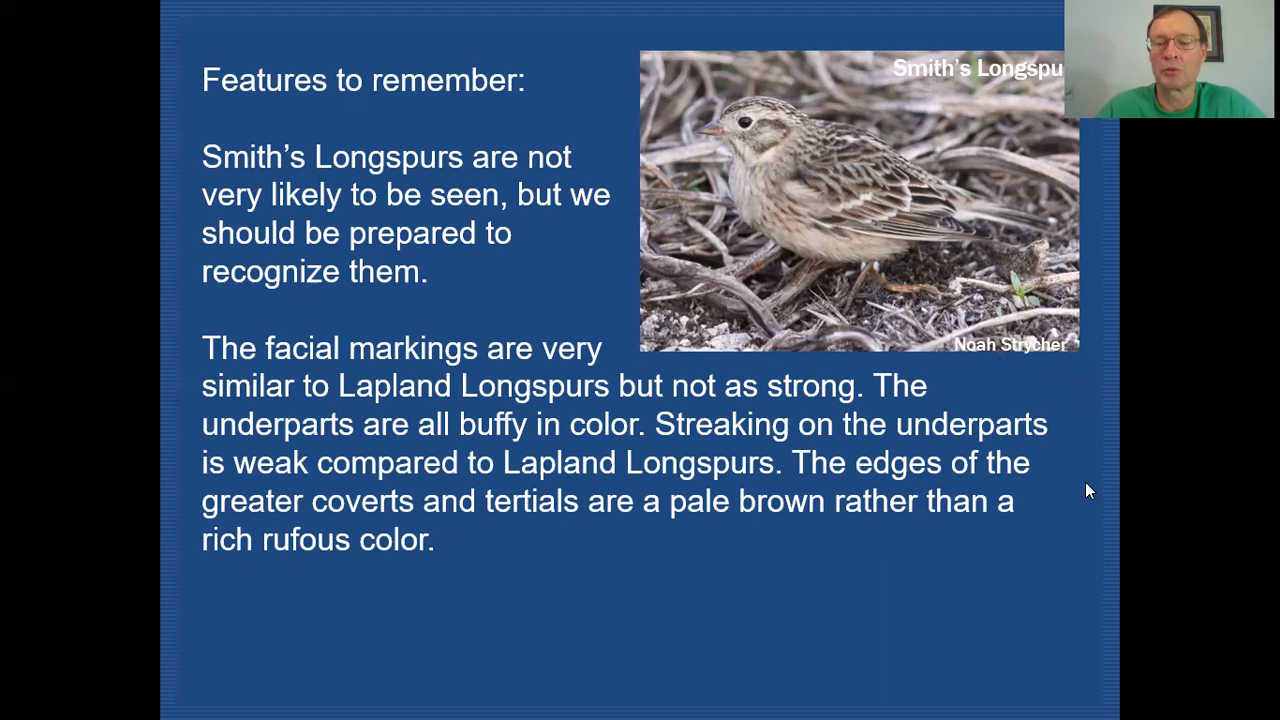 Features to remember:
Smith’s Longspu
Smith’s Longspurs are not
very likely to be seen, but we
should be prepared to
recognize them.
Noah Strycher
The facial markings are very
similar to Lapland Longspurs but not as strong. The
underparts are all buffy in color. Streaking on the underparts
is weak compared to Lapland Longspurs. The edges of the
greater coverts and tertials are a pale brown rather than a
rich rufous color.